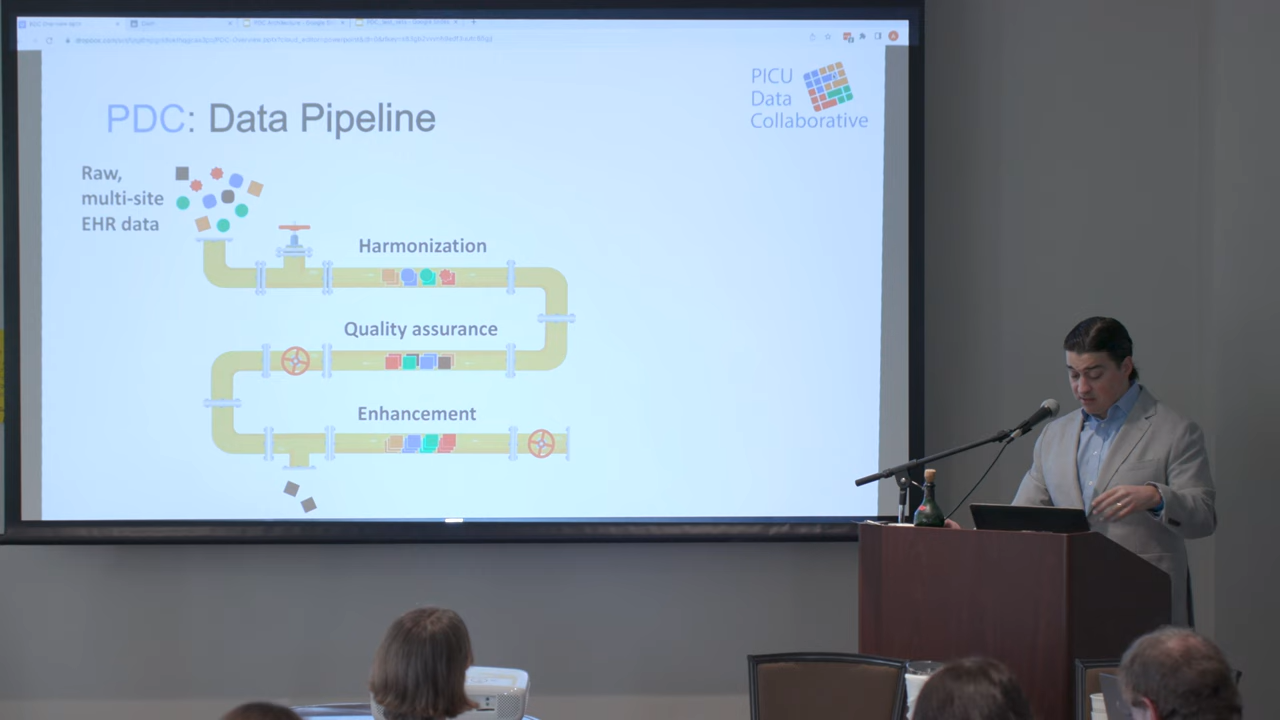 PICU
Data
Collaborative
PDC: Data Pipeline
Raw,
multi-site
EHR data
Harmonization
Quality assurance
Enhancement